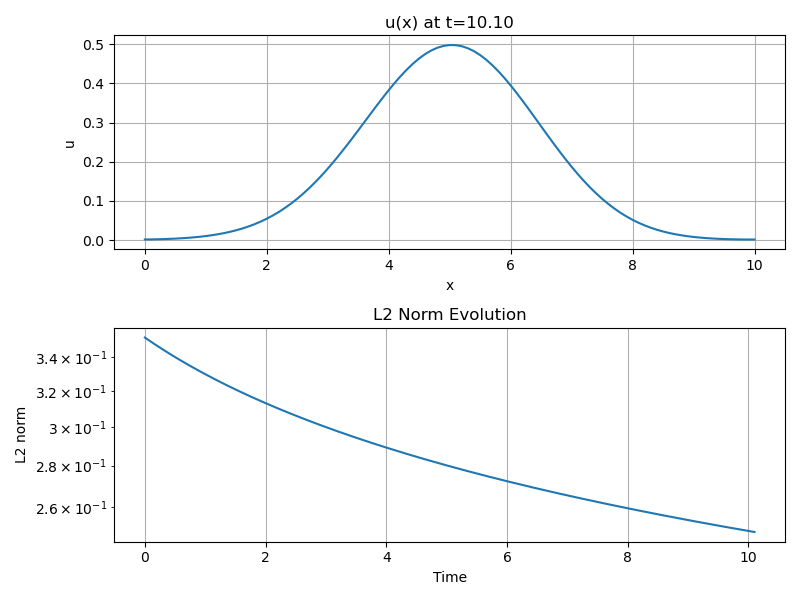 u(x) at t=10.10
0.5
0.4
0.3
0.2
0.1
0.0
u
0 2 4 6 8 10
x
L2 Norm Evolution
3.4 × 10⁻¹
3.2 × 10⁻¹
3 × 10⁻¹
2.8 × 10⁻¹
2.6 × 10⁻¹
L2 norm
0 2 4 6 8 10
Time